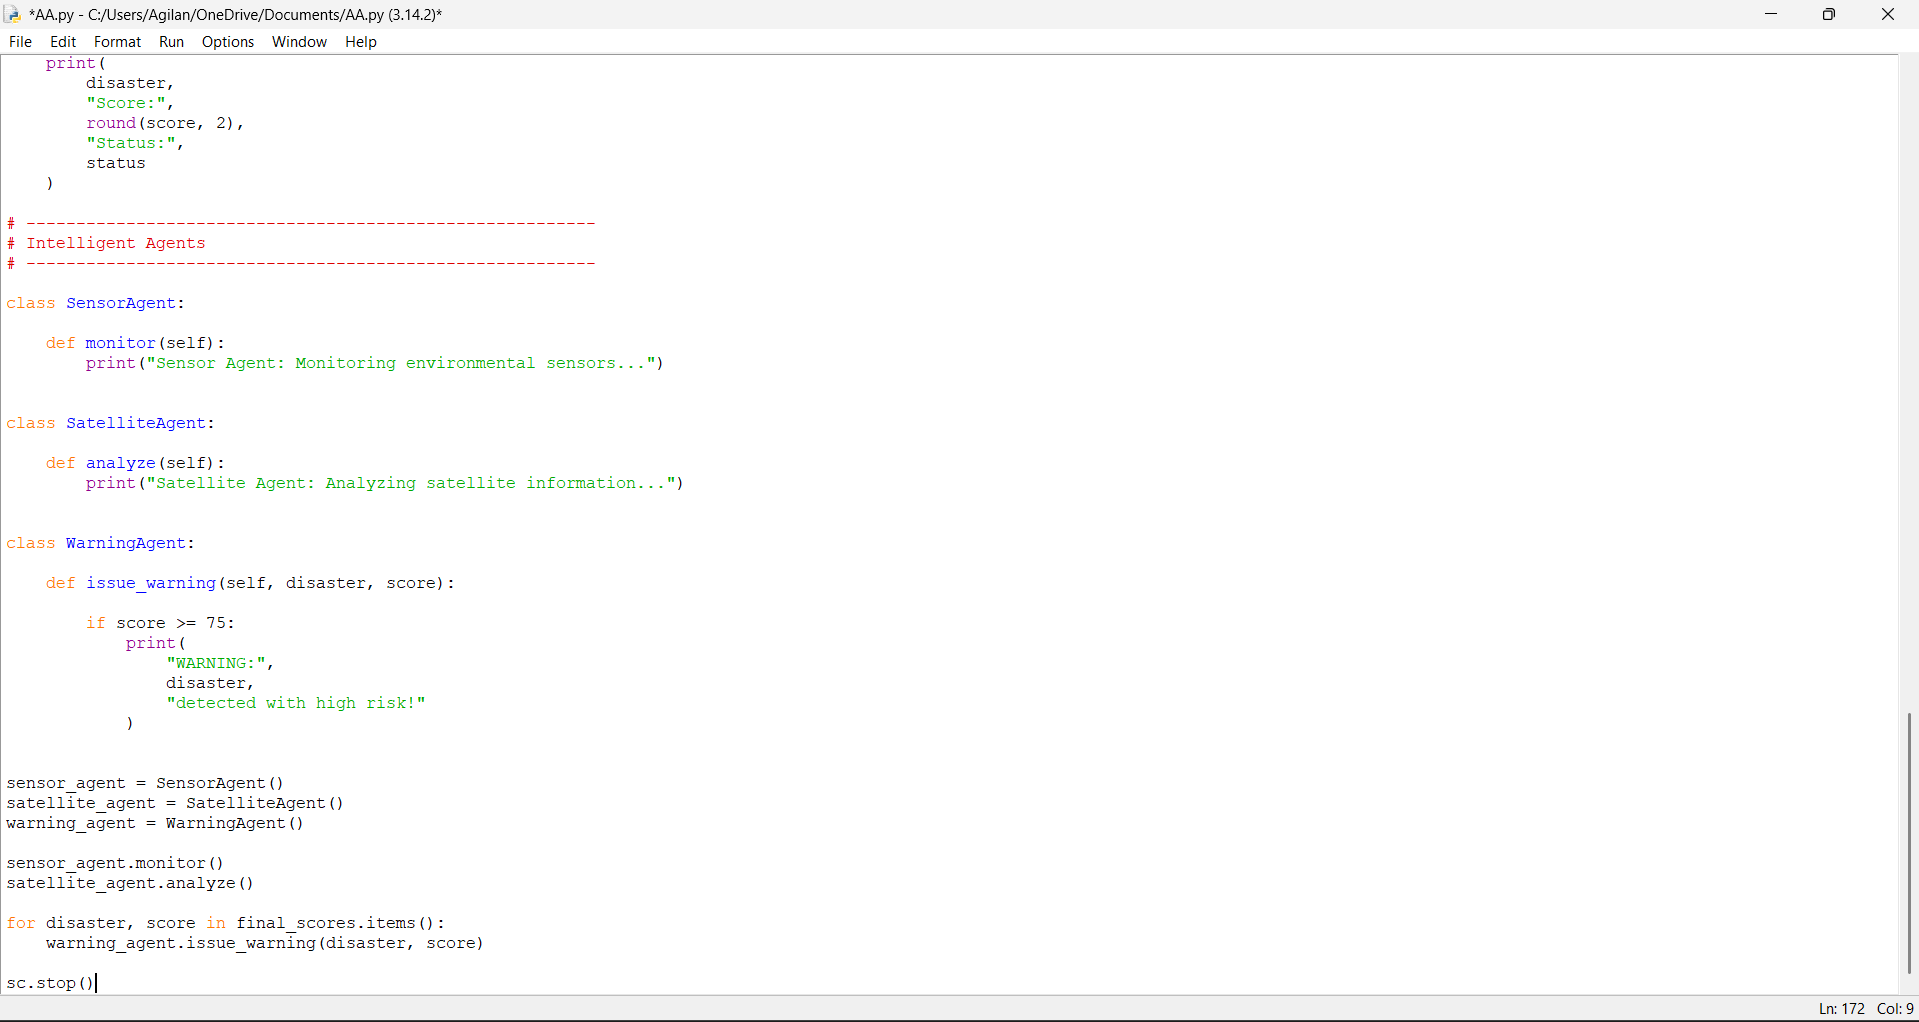 *AA.py - C:/Users/Agilan/OneDrive/Documents/AA.py (3.14.2)*
File Edit Format Run Options Window Help
    print(
        disaster,
        "Score:",
        round(score, 2),
        "Status:",
        status
    )
# ---------------------------------------------------------
# Intelligent Agents
# ---------------------------------------------------------
class SensorAgent:
    def monitor(self):
        print("Sensor Agent: Monitoring environmental sensors...")
class SatelliteAgent:
    def analyze(self):
        print("Satellite Agent: Analyzing satellite information...")
class WarningAgent:
    def issue_warning(self, disaster, score):
        if score >= 75:
            print(
                "WARNING:",
                disaster,
                "detected with high risk!"
            )
sensor_agent = SensorAgent()
satellite_agent = SatelliteAgent()
warning_agent = WarningAgent()
sensor_agent.monitor()
satellite_agent.analyze()
for disaster, score in final_scores.items():
    warning_agent.issue_warning(disaster, score)
sc.stop()
Ln: 172 Col: 9